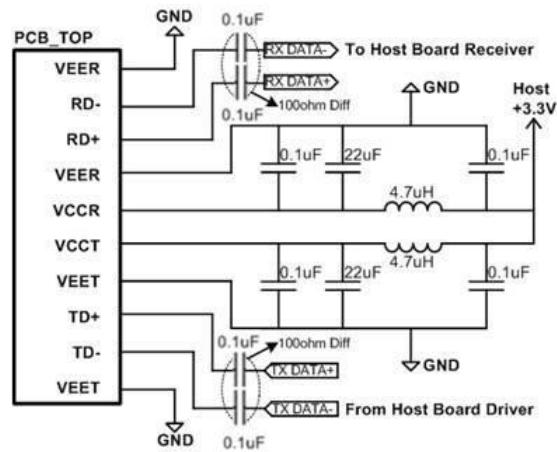 GND
0.1uF
PCB_TOP
RX DATA-
To Host Board Receiver
VEER
RX DATA+
RD-
100ohm Diff
GND
Host
+3.3V
0.1uF
RD+
VEER
0.1uF
22uF
0.1uF
4.7uH
VCCR
VCCT
4.7uH
0.1uF
22uF
0.1uF
VEET
TD+
0.1uF
100ohm Diff
TX DATA+
GND
TD-
TX DATA-
From Host Board Driver
VEET
GND
0.1uF